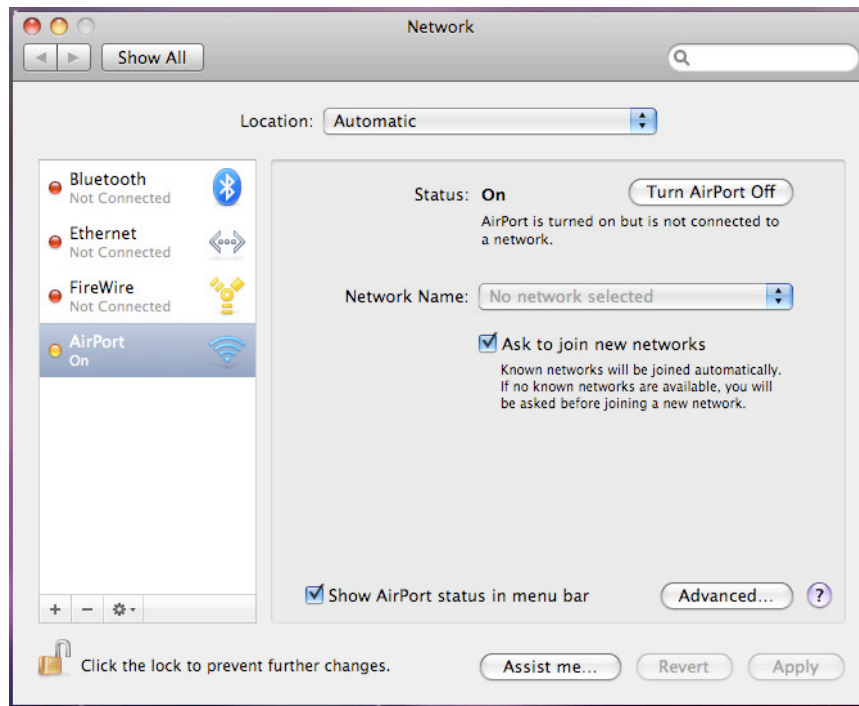 Network
Show All
Location: Automatic
Bluetooth
Not Connected
Ethernet
Not Connected
FireWire
Not Connected
AirPort
On
Status: On
Turn AirPort Off
AirPort is turned on but is not connected to
a network.
Network Name: No network selected
Ask to join new networks
Known networks will be joined automatically.
If no known networks are available, you will
be asked before joining a new network.
Show AirPort status in menu bar
Advanced...
?
Click the lock to prevent further changes.
Assist me...
Revert
Apply